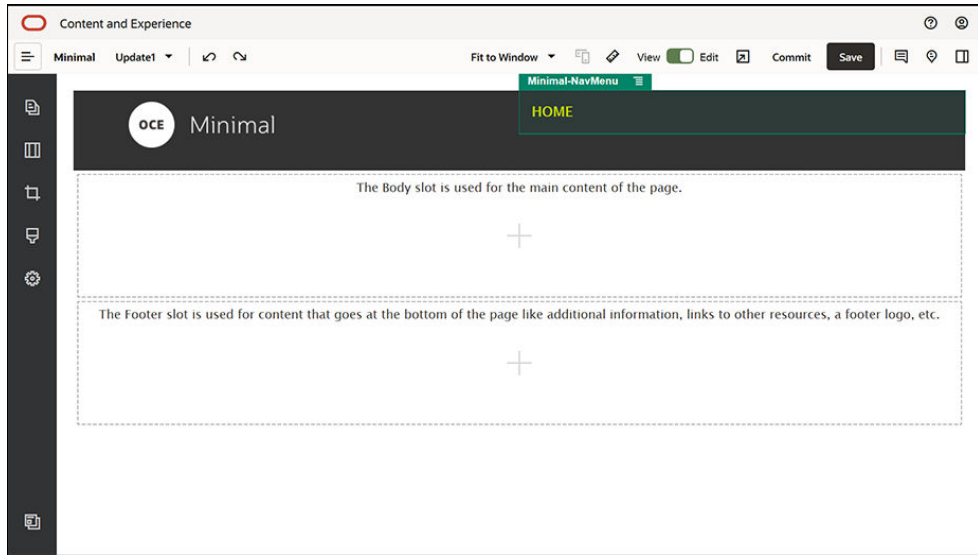 Content and Experience
Minimal Update1 Fit to Window View Edit Commit Save
Minimal-NavMenu
HOME
OCE Minimal
The Body slot is used for the main content of the page.
The Footer slot is used for content that goes at the bottom of the page like additional information, links to other resources, a footer logo, etc.